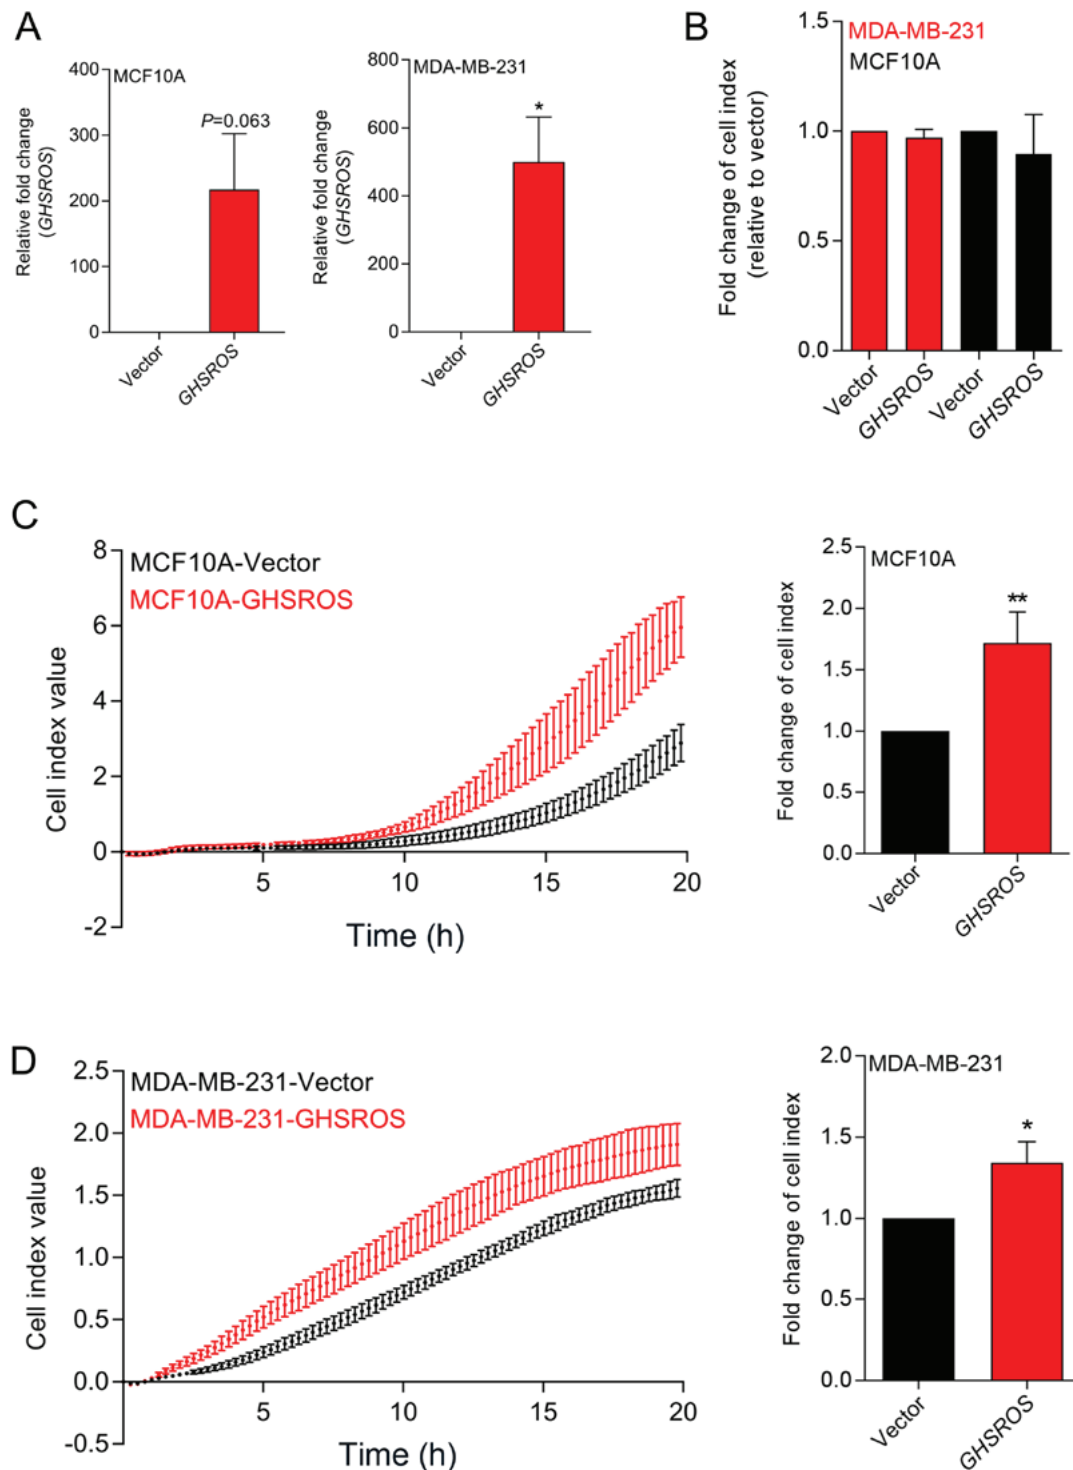 A
MCF10A
P=0.063
Relative fold change
(GHSROS)
400
300
200
100
0
Vector
GHSROS
MDA-MB-231
*
Relative fold change
(GHSROS)
800
600
400
200
0
Vector
GHSROS
B
MDA-MB-231
MCF10A
Fold change of cell index
(relative to vector)
1.5
1.0
0.5
0.0
Vector
GHSROS
Vector
GHSROS
C
MCF10A-Vector
MCF10A-GHSROS
Cell index value
8
6
4
2
0
-2
5
10
15
20
Time (h)
MCF10A
**
Fold change of cell index
2.5
2.0
1.5
1.0
0.5
0.0
Vector
GHSROS
D
MDA-MB-231-Vector
MDA-MB-231-GHSROS
Cell index value
2.5
2.0
1.5
1.0
0.5
0.0
-0.5
5
10
15
20
Time (h)
MDA-MB-231
*
Fold change of cell index
2.0
1.5
1.0
0.5
0.0
Vector
GHSROS